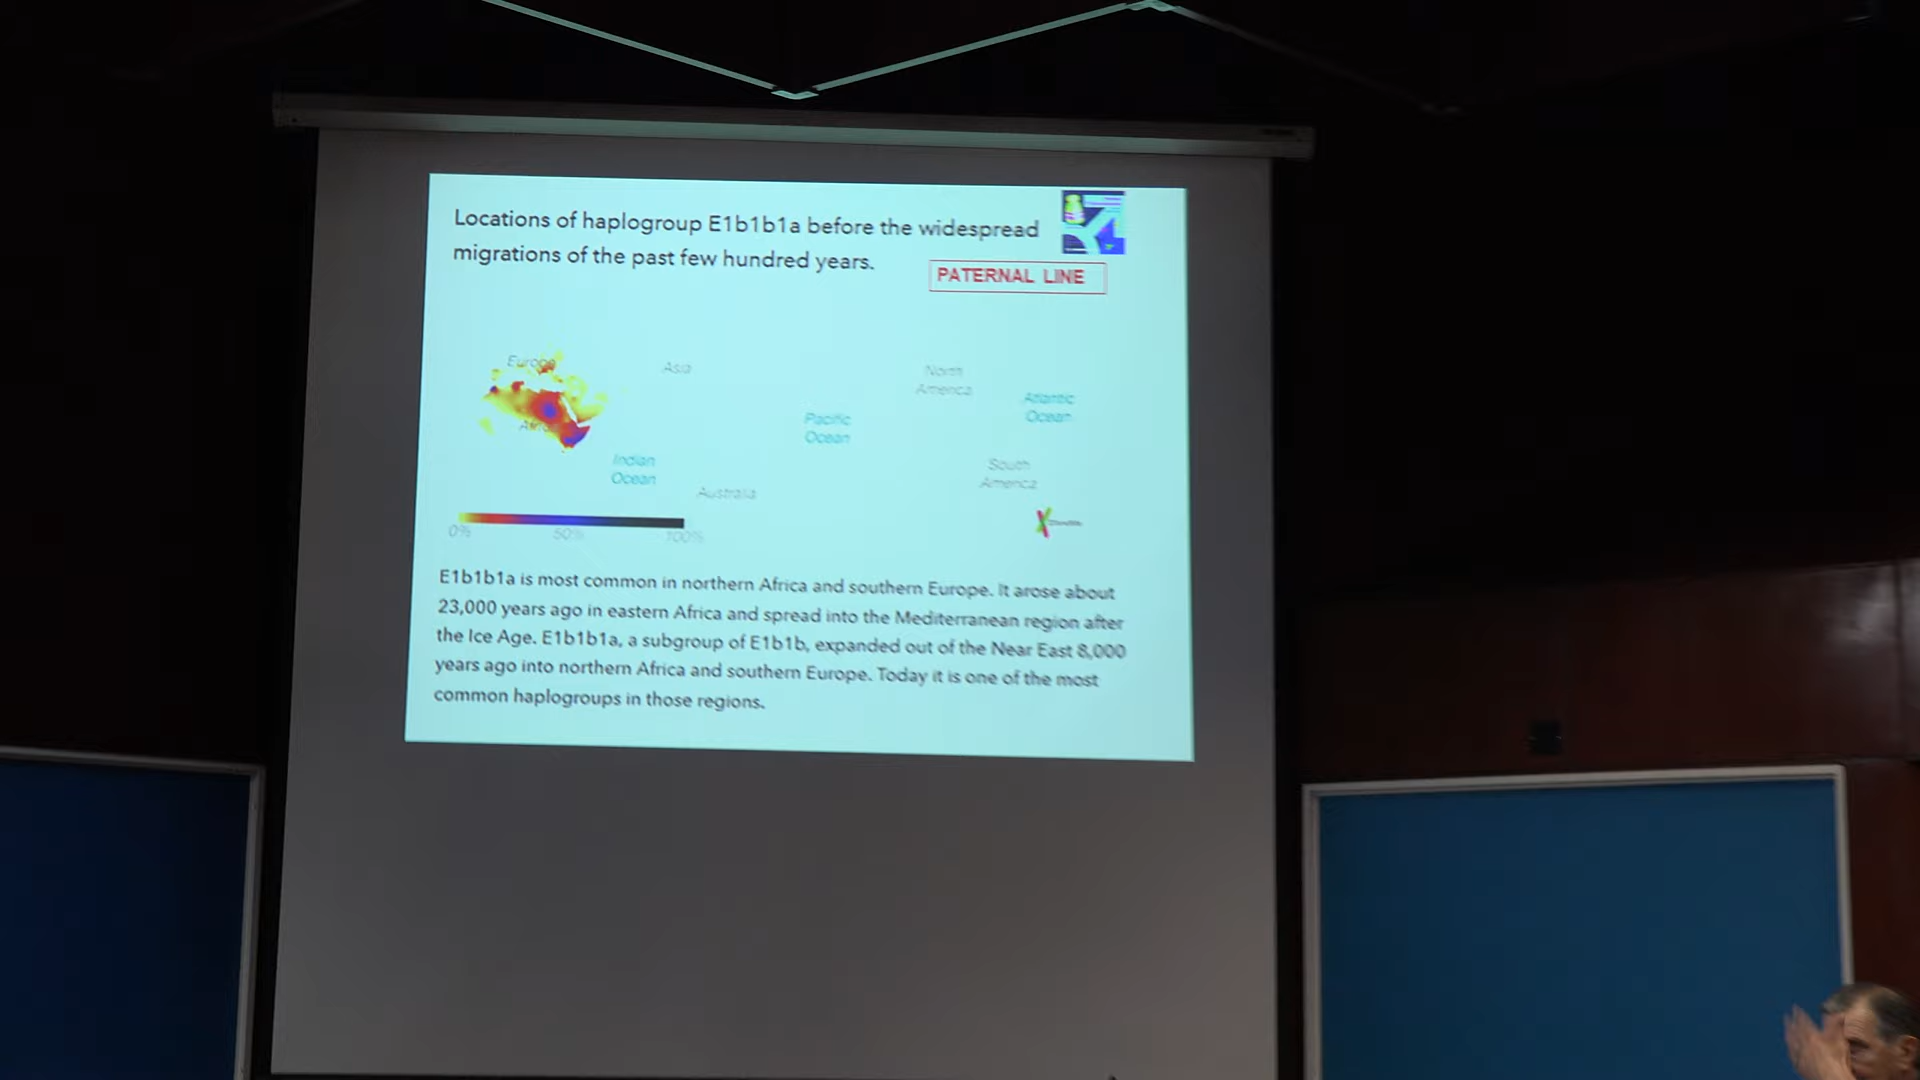 Locations of haplogroup E1b1b1a before the widespread
migrations of the past few hundred years.
PATERNAL LINE
Europe
Asia
North
America
Atlantic
Ocean
Pacific
Ocean
Africa
Indian
Ocean
South
America
Australia
0% 50% 100%
E1b1b1a is most common in northern Africa and southern Europe. It arose about
23,000 years ago in eastern Africa and spread into the Mediterranean region after
the Ice Age. E1b1b1a, a subgroup of E1b1b, expanded out of the Near East 8,000
years ago into northern Africa and southern Europe. Today it is one of the most
common haplogroups in those regions.